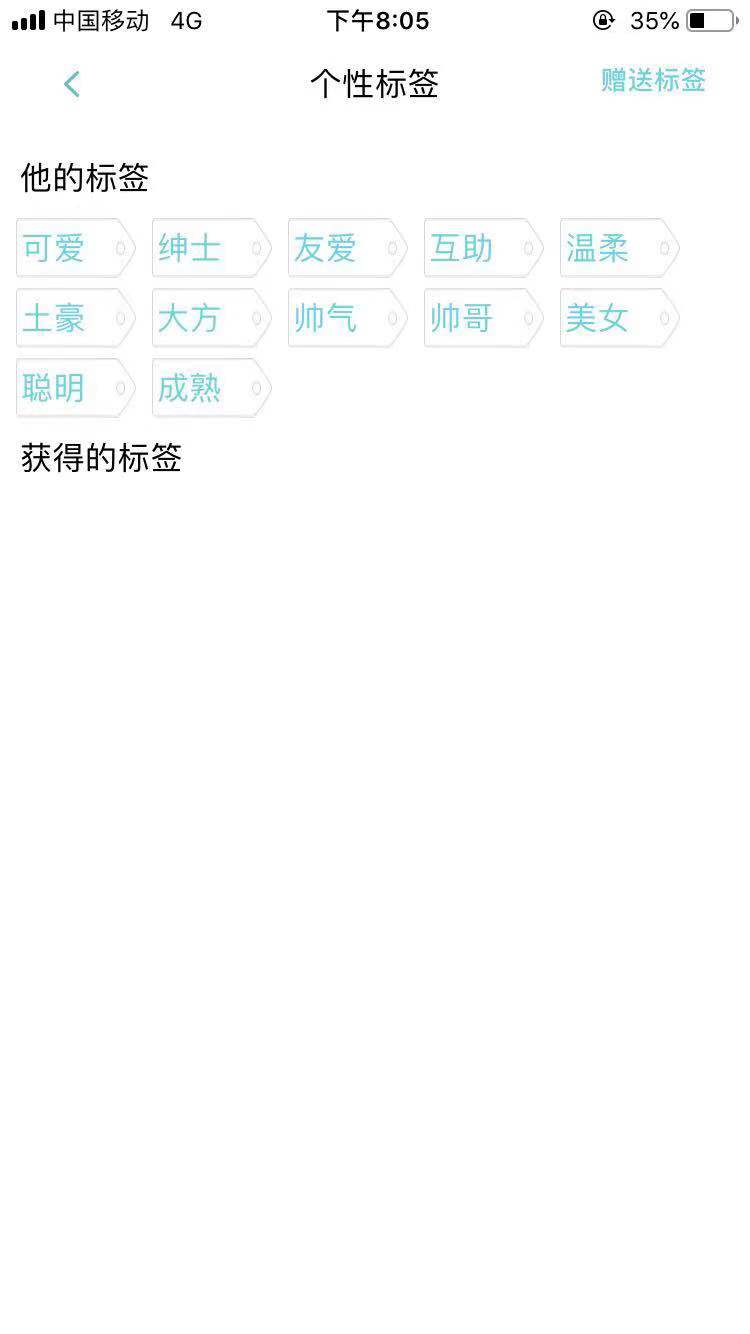 中国移动 4G 下午8:05 35%
个性标签 赠送标签
他的标签
可爱 绅士 友爱 互助 温柔
土豪 大方 帅气 帅哥 美女
聪明 成熟
获得的标签